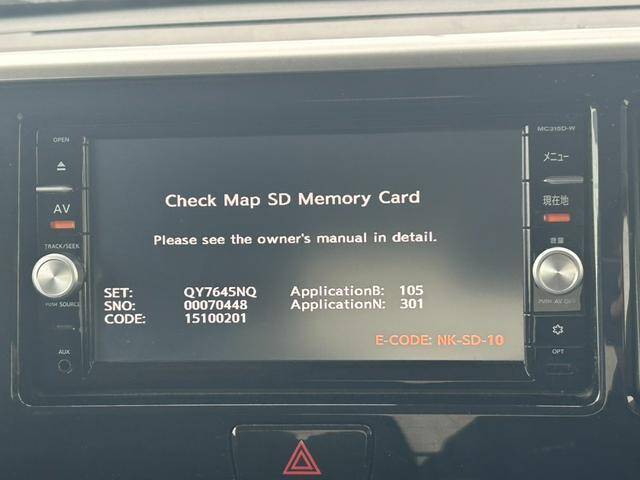 OPEN
MC315D-W
メニュー
AV
現在地
TRACK/SEEK
音量
PUSH SOURCE
PUSH AV OFF
AUX
OPT
Check Map SD Memory Card
Please see the owner's manual in detail.
SET: QY7645NQ ApplicationB: 105
SNO: 00070448 ApplicationN: 301
CODE: 15100201
E-CODE: NK-SD-10